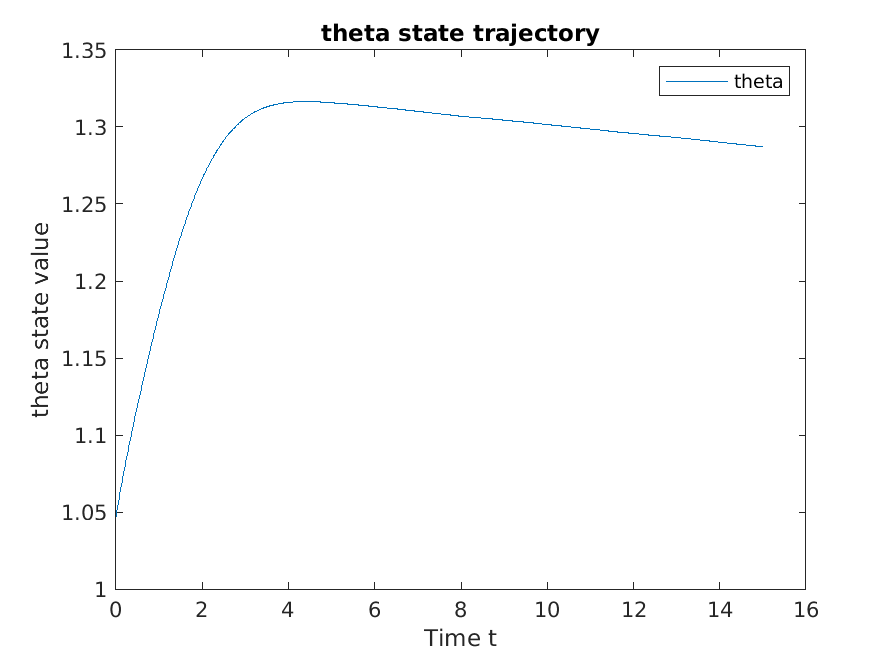 theta state trajectory
theta
theta state value
1.35
1.3
1.25
1.2
1.15
1.1
1.05
1
0 2 4 6 8 10 12 14 16
Time t